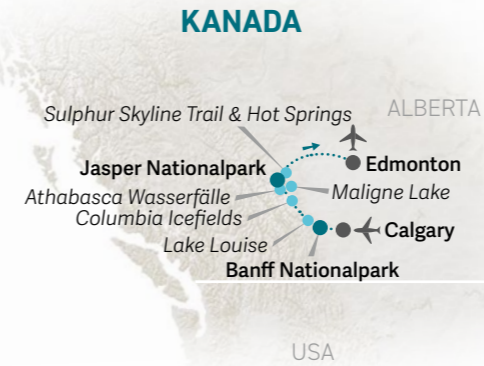 KANADA
Sulphur Skyline Trail & Hot Springs
ALBERTA
Jasper Nationalpark
Edmonton
Athabasca Wasserfälle
Maligne Lake
Columbia Icefields
Lake Louise
Calgary
Banff Nationalpark
USA